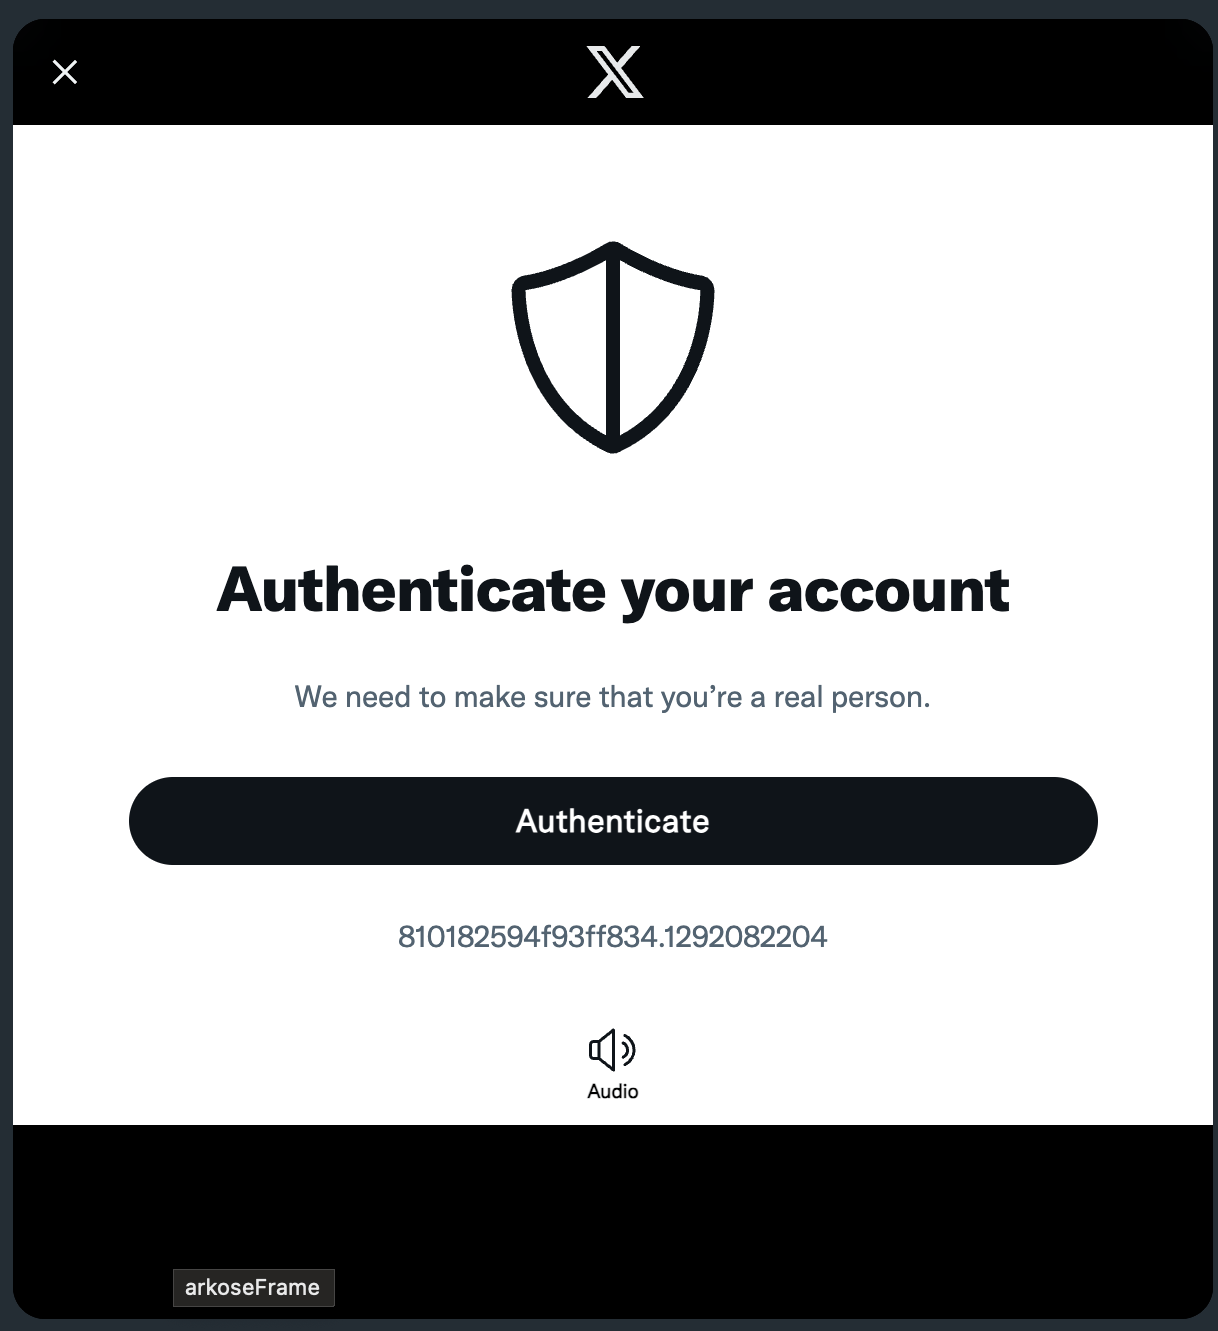 Authenticate your account
We need to make sure that you’re a real person.
Authenticate
810182594f93ff834.1292082204
Audio
arkoseFrame